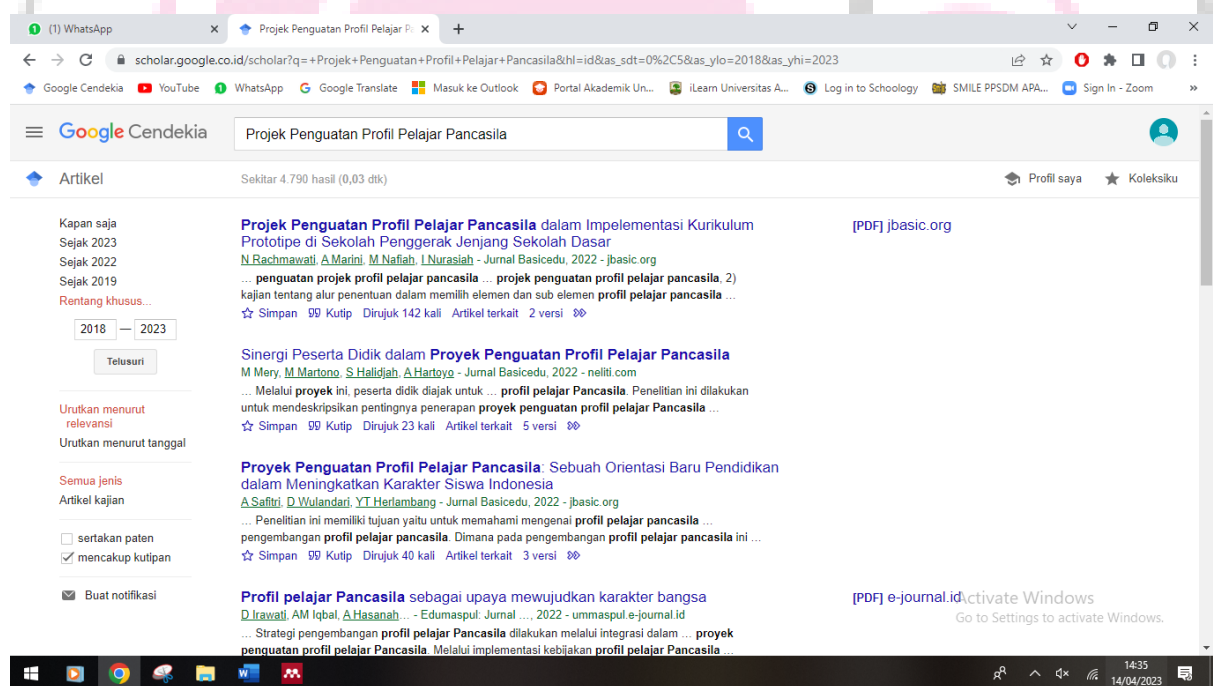 (1) WhatsApp
Projek Penguatan Profil Pelajar Pa
scholar.google.co.id/scholar?q=+Projek+Penguatan+Profil+Pelajar+Pancasila&hl=id&as_sdt=0%2C5&as_ylo=2018&as_yhi=2023
Google Cendekia YouTube WhatsApp Google Translate Masuk ke Outlook Portal Akademik Un... iLearn Universitas A... Log in to Schoology SMILE PPSDM APA... Sign In - Zoom »
Google Cendekia
Projek Penguatan Profil Pelajar Pancasila
Artikel
Sekitar 4.790 hasil (0,03 dtk)
Profil saya
Koleksiku
Kapan saja
Sejak 2023
Sejak 2022
Sejak 2019
Rentang khusus...
2018 — 2023
Telusuri
Urutkan menurut
relevansi
Urutkan menurut tanggal
Semua jenis
Artikel kajian
sertakan paten
mencakup kutipan
Buat notifikasi
Projek Penguatan Profil Pelajar Pancasila dalam Impelementasi Kurikulum
Prototipe di Sekolah Penggerak Jenjang Sekolah Dasar
N Rachmawati, A Marini, M Nafiah, I Nurasiah - Jurnal Basicedu, 2022 - jbasic.org
... penguatan projek profil pelajar pancasila ... projek penguatan profil pelajar pancasila, 2)
kajian tentang alur penentuan dalam memilih elemen dan sub elemen profil pelajar pancasila ...
Simpan Kutip Dirujuk 142 kali Artikel terkait 2 versi
[PDF] jbasic.org
Sinergi Peserta Didik dalam Proyek Penguatan Profil Pelajar Pancasila
M Mery, M Martono, S Halidjah, A Hartoyo - Jurnal Basicedu, 2022 - neliti.com
... Melalui proyek ini, peserta didik diajak untuk ... profil pelajar Pancasila. Penelitian ini dilakukan
untuk mendeskripsikan pentingnya penerapan proyek penguatan profil pelajar Pancasila ...
Simpan Kutip Dirujuk 23 kali Artikel terkait 5 versi
Proyek Penguatan Profil Pelajar Pancasila: Sebuah Orientasi Baru Pendidikan
dalam Meningkatkan Karakter Siswa Indonesia
A Safitri, D Wulandari, YT Herlambang - Jurnal Basicedu, 2022 - jbasic.org
... Penelitian ini memiliki tujuan yaitu untuk memahami mengenai profil pelajar pancasila ...
pengembangan profil pelajar pancasila. Dimana pada pengembangan profil pelajar pancasila ini ...
Simpan Kutip Dirujuk 40 kali Artikel terkait 3 versi
Profil pelajar Pancasila sebagai upaya mewujudkan karakter bangsa
D Irawati, AM Iqbal, A Hasanah... - Edumaspul: Jurnal ..., 2022 - ummaspul.e-journal.id
... Strategi pengembangan profil pelajar Pancasila dilakukan melalui integrasi dalam ... proyek
penguatan profil pelajar Pancasila. Melalui implementasi kebijakan profil pelajar Pancasila ...
[PDF] e-journal.id
Activate Windows
Go to Settings to activate Windows.
14:35
14/04/2023